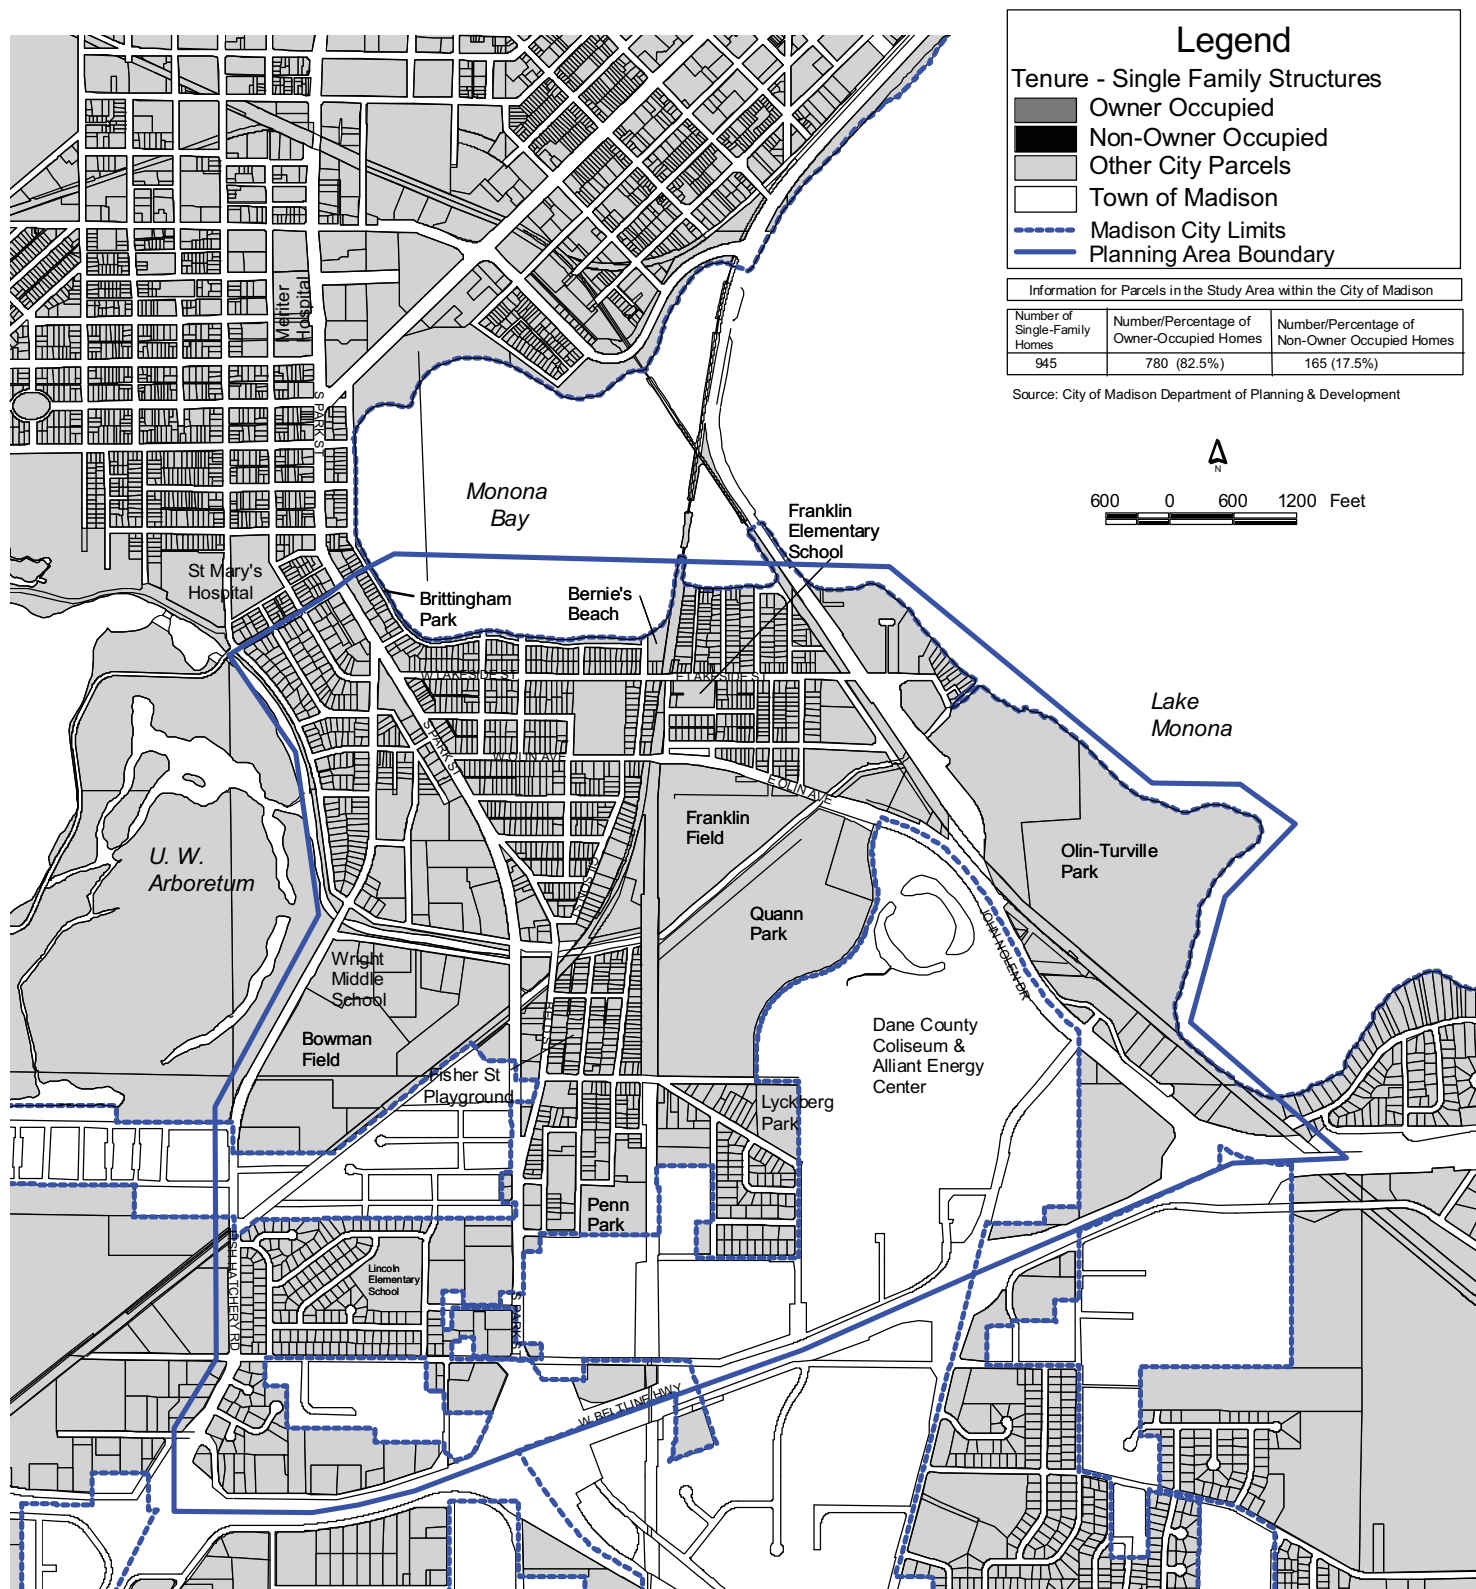 Legend
Tenure - Single Family Structures
Owner Occupied
Non-Owner Occupied
Other City Parcels
Town of Madison
Madison City Limits
Planning Area Boundary
Information for Parcels in the Study Area within the City of Madison
Number of
Single-Family
Homes
Number/Percentage of
Owner-Occupied Homes
Number/Percentage of
Non-Owner Occupied Homes
945
780 (82.5%)
165 (17.5%)
Source: City of Madison Department of Planning & Development
N
600 0 600 1200 Feet
Meriter
Hospital
S PARK ST
Monona
Bay
Franklin
Elementary
School
St Mary's
Hospital
Brittingham
Park
Bernie's
Beach
W LAKESIDE ST
E LAKESIDE ST
Lake
Monona
S PARK ST
W OLIN AVE
E OLIN AVE
Franklin
Field
U. W.
Arboretum
Olin-Turville
Park
GILSON ST
Quann
Park
JOHN NOLEN DR
Wright
Middle
School
Bowman
Field
Dane County
Coliseum &
Alliant Energy
Center
Fisher St
Playground
Lyckberg
Park
Penn
Park
FISH HATCHERY RD
Lincoln
Elementary
School
S PARK ST
W BELTLINE HWY